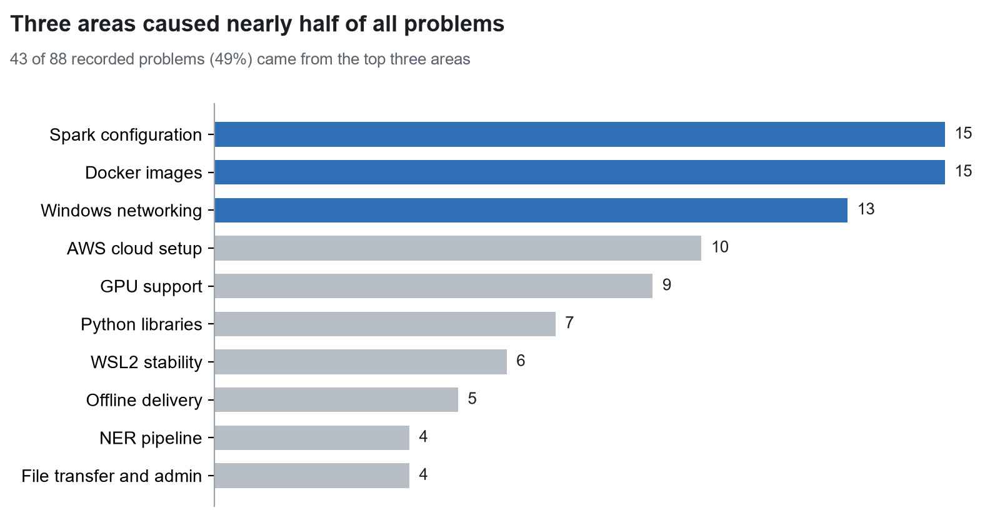 Three areas caused nearly half of all problems
43 of 88 recorded problems (49%) came from the top three areas
Spark configuration 15
Docker images 15
Windows networking 13
AWS cloud setup 10
GPU support 9
Python libraries 7
WSL2 stability 6
Offline delivery 5
NER pipeline 4
File transfer and admin 4